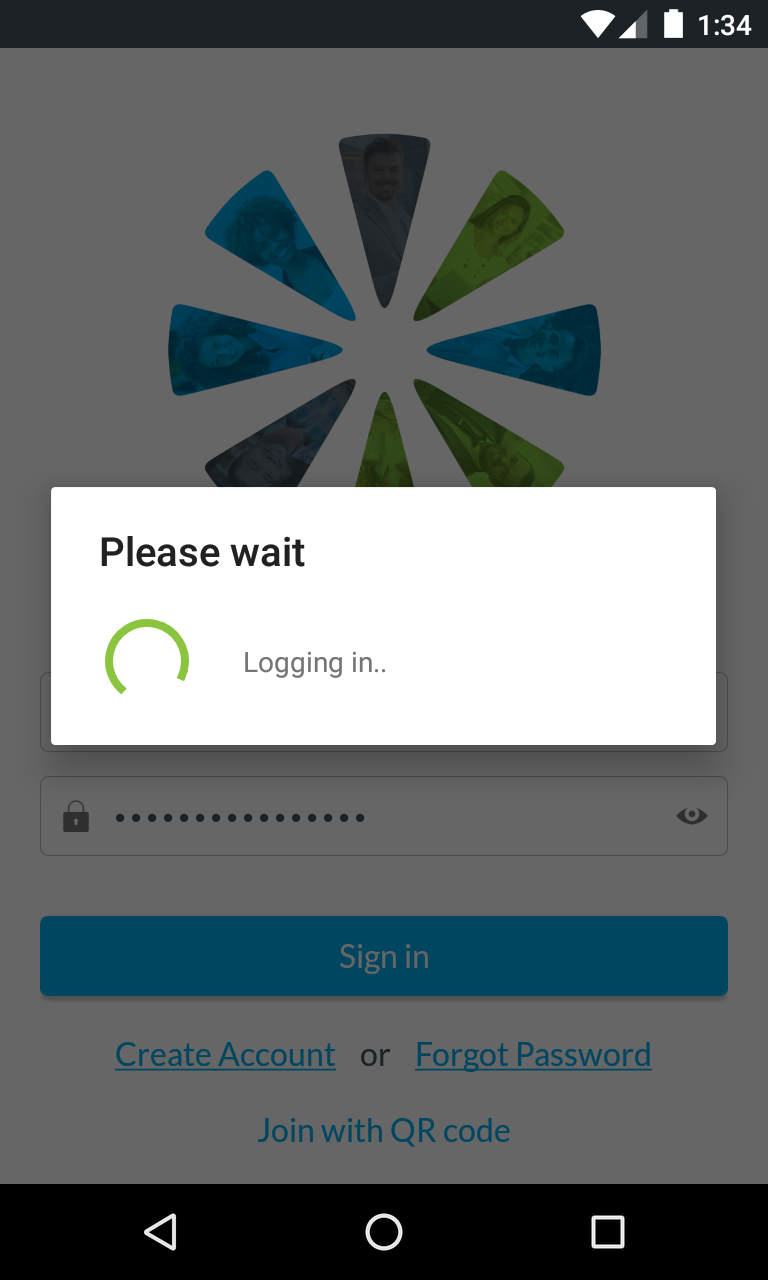 1:34
Please wait
Logging in..
••••••••••••••••
Sign in
Create Account or Forgot Password
Join with QR code